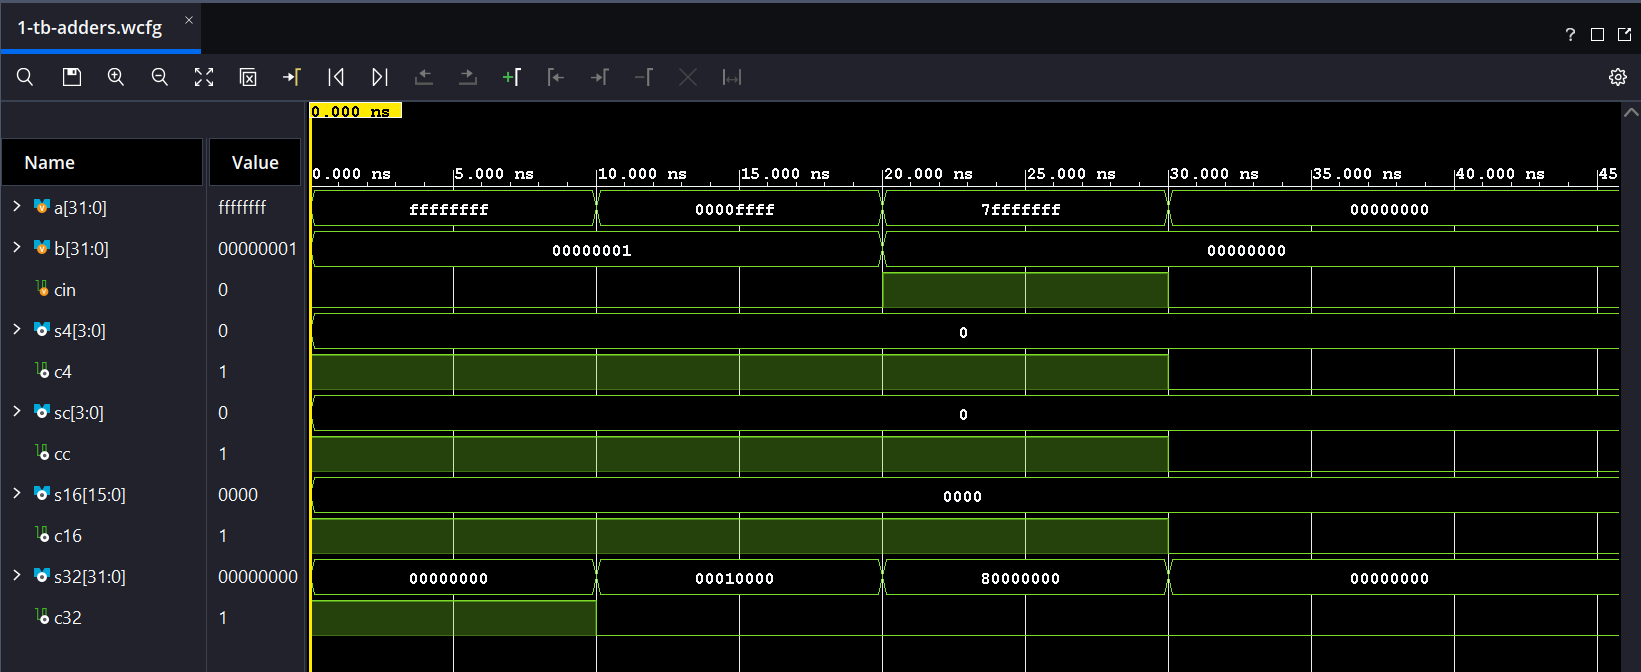 1-tb-adders.wcfg
0.000 ns
Name Value
0.000 ns 5.000 ns 10.000 ns 15.000 ns 20.000 ns 25.000 ns 30.000 ns 35.000 ns 40.000 ns 45
a[31:0] ffffffff ffffffff 0000ffff 7fffffff 00000000
b[31:0] 00000001 00000001 00000000
cin 0
s4[3:0] 0 0
c4 1
sc[3:0] 0 0
cc 1
s16[15:0] 0000 0000
c16 1
s32[31:0] 00000000 00000000 00010000 80000000 00000000
c32 1